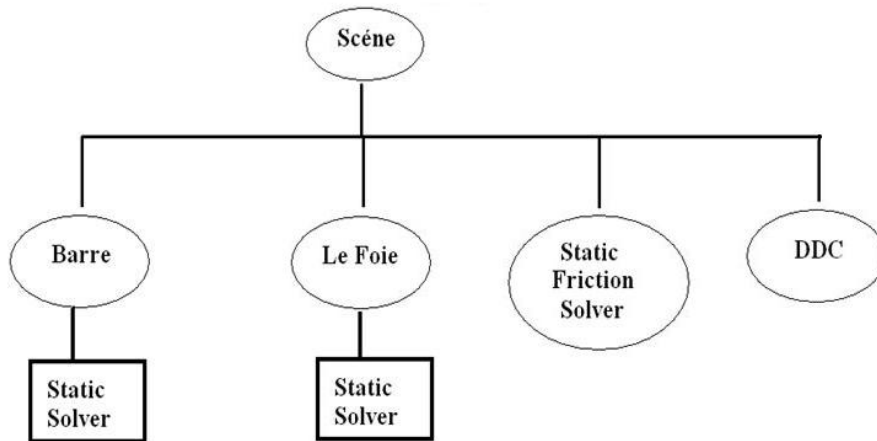 Scéne
Barre
Le Foie
Static
Friction
Solver
DDC
Static
Solver
Static
Solver